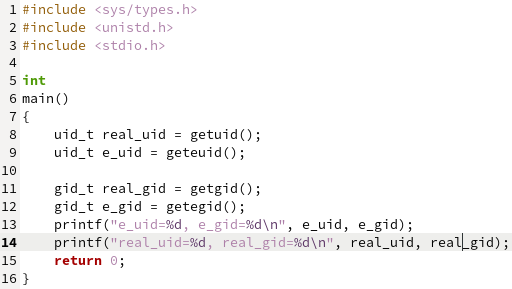 1 #include <sys/types.h>
2 #include <unistd.h>
3 #include <stdio.h>
4
5 int
6 main()
7 {
8     uid_t real_uid = getuid();
9     uid_t e_uid = geteuid();
10
11     gid_t real_gid = getgid();
12     gid_t e_gid = getegid();
13     printf("e_uid=%d, e_gid=%d\n", e_uid, e_gid);
14     printf("real_uid=%d, real_gid=%d\n", real_uid, real_gid);
15     return 0;
16 }